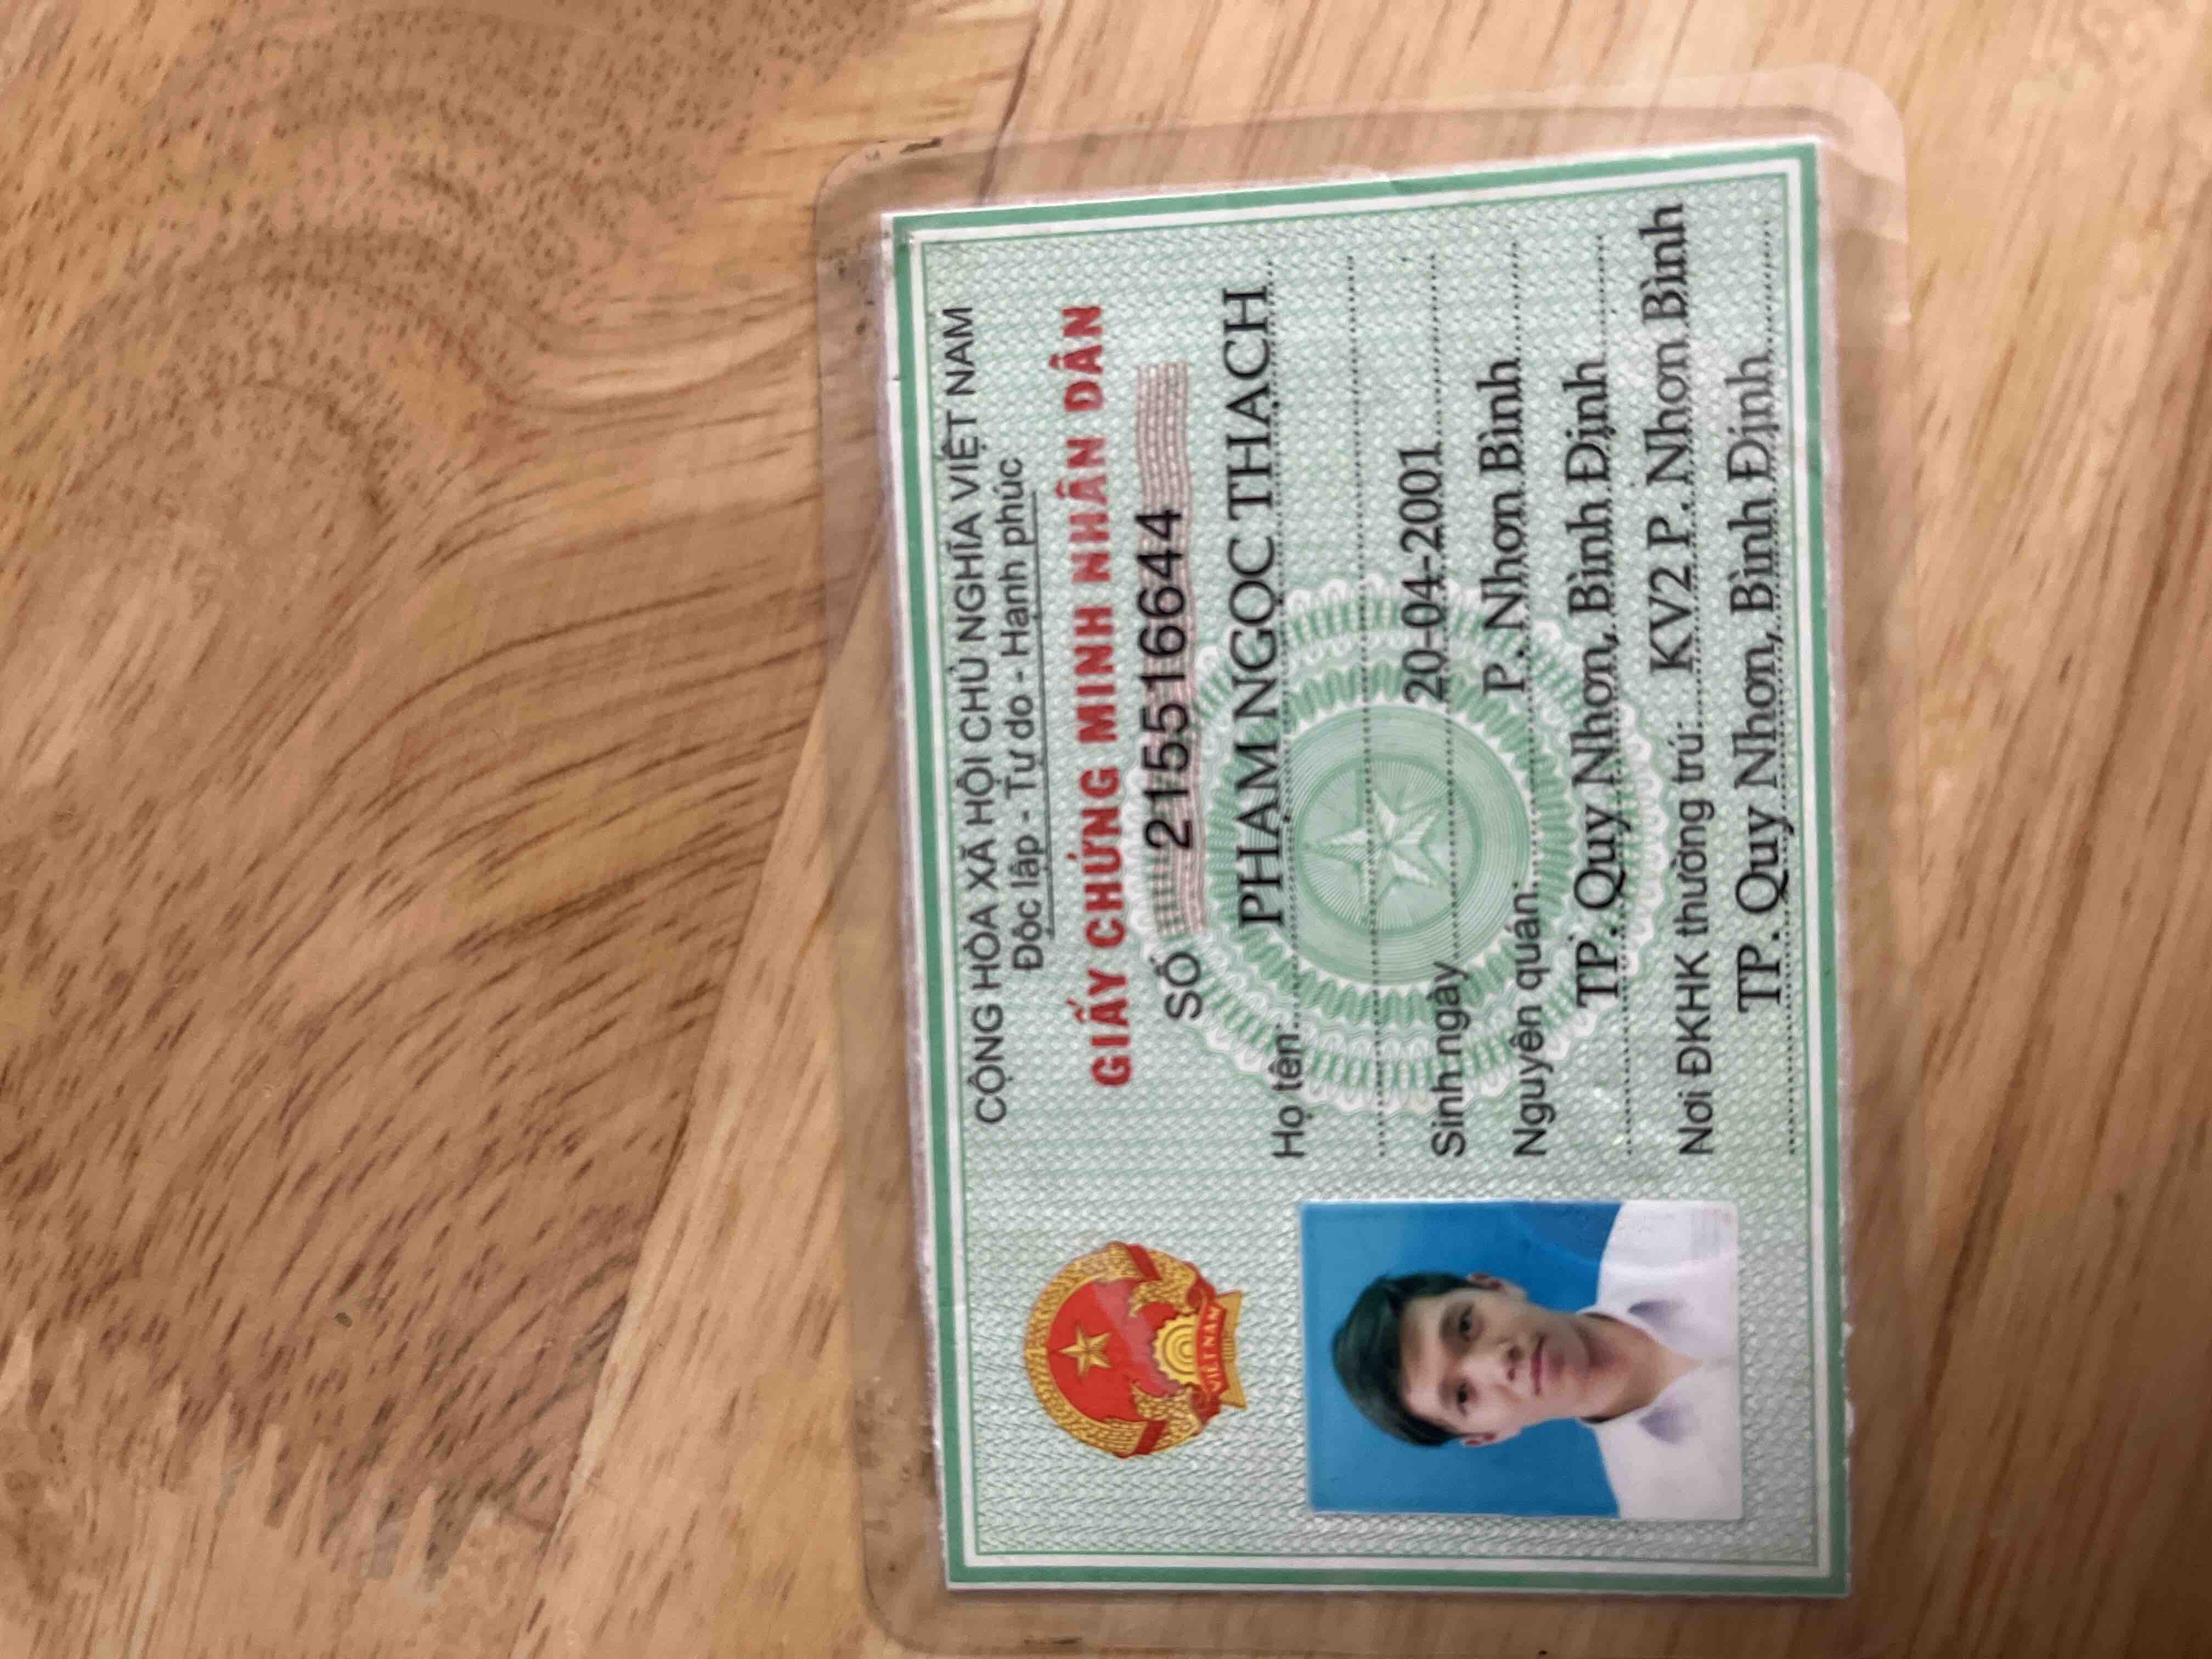 CỘNG HÒA XÃ HỘI CHỦ NGHĨA VIỆT NAM
Độc lập - Tự do - Hạnh phúc
GIẤY CHỨNG MINH NHÂN DÂN
SỐ 215516644
Họ tên PHẠM NGỌC THẠCH
Sinh ngày 20-04-2001
Nguyên quán: P. Nhơn Bình
TP. Quy Nhơn, Bình Định
Nơi ĐKHK thường trú: KV2 P. Nhơn Bình
TP. Quy Nhơn, Bình Định
VIỆT NAM